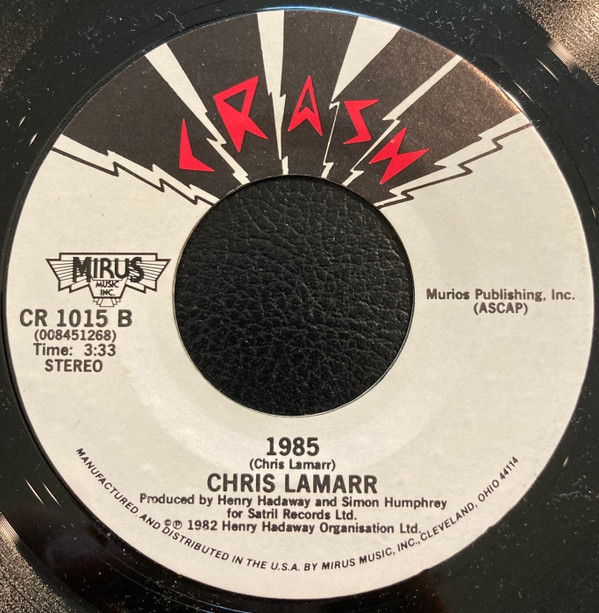 CRASH
MIRUS
MUSIC
INC.
CR 1015 B
(008451268)
Time: 3:33
STEREO
Murios Publishing, Inc.
(ASCAP)
1985
(Chris Lamarr)
CHRIS LAMARR
Produced by Henry Hadaway and Simon Humphrey
for Satril Records Ltd.
©℗ 1982 Henry Hadaway Organisation Ltd.
MANUFACTURED AND DISTRIBUTED IN THE U.S.A. BY MIRUS MUSIC, INC., CLEVELAND, OHIO 44114